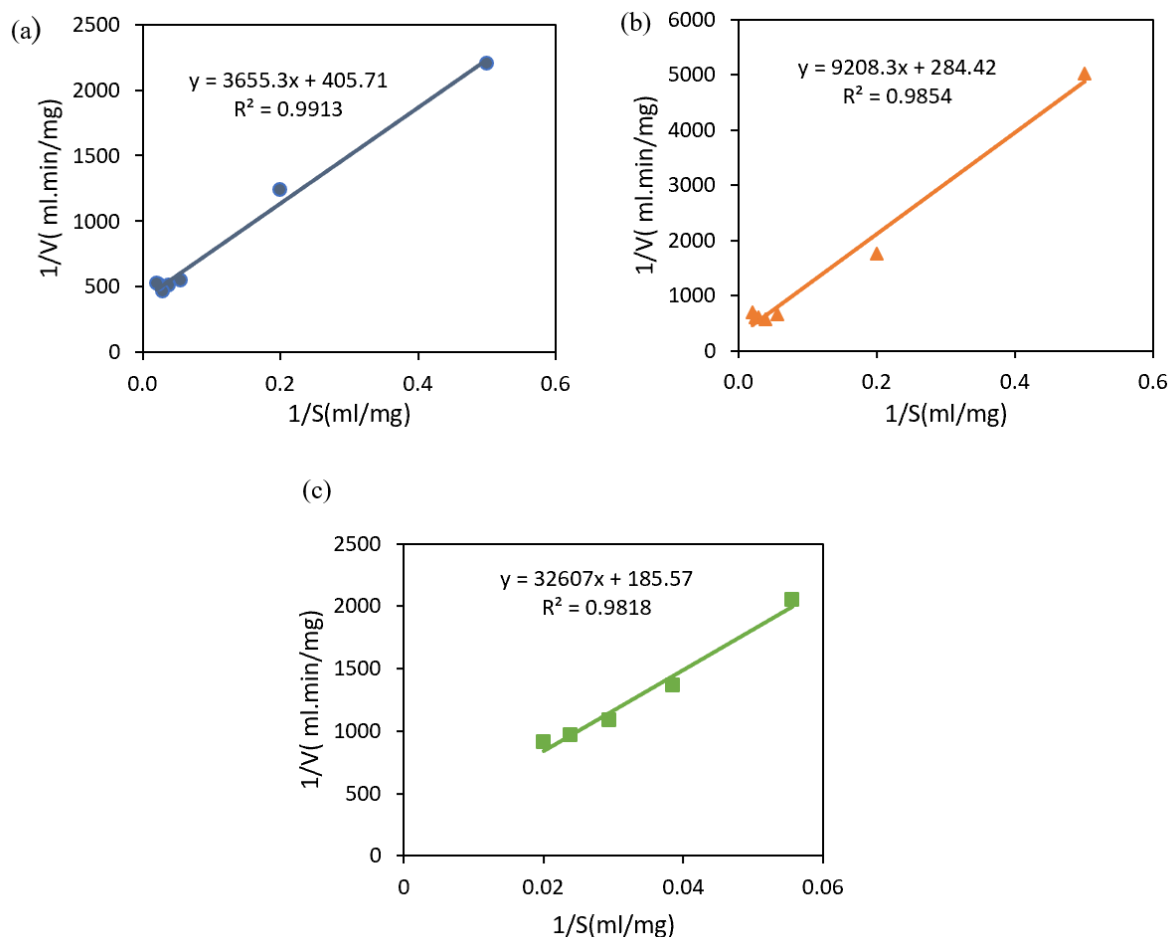 (a)
2500
2000
1500
1000
500
0
y = 3655.3x + 405.71
R² = 0.9913
1/V( ml.min/mg)
0.0
0.2
0.4
0.6
1/S(ml/mg)
(b)
6000
5000
4000
3000
2000
1000
0
y = 9208.3x + 284.42
R² = 0.9854
1/V( ml.min/mg)
0.0
0.2
0.4
0.6
1/S(ml/mg)
(c)
2500
2000
1500
1000
500
0
y = 32607x + 185.57
R² = 0.9818
1/V( ml.min/mg)
0
0.02
0.04
0.06
1/S(ml/mg)